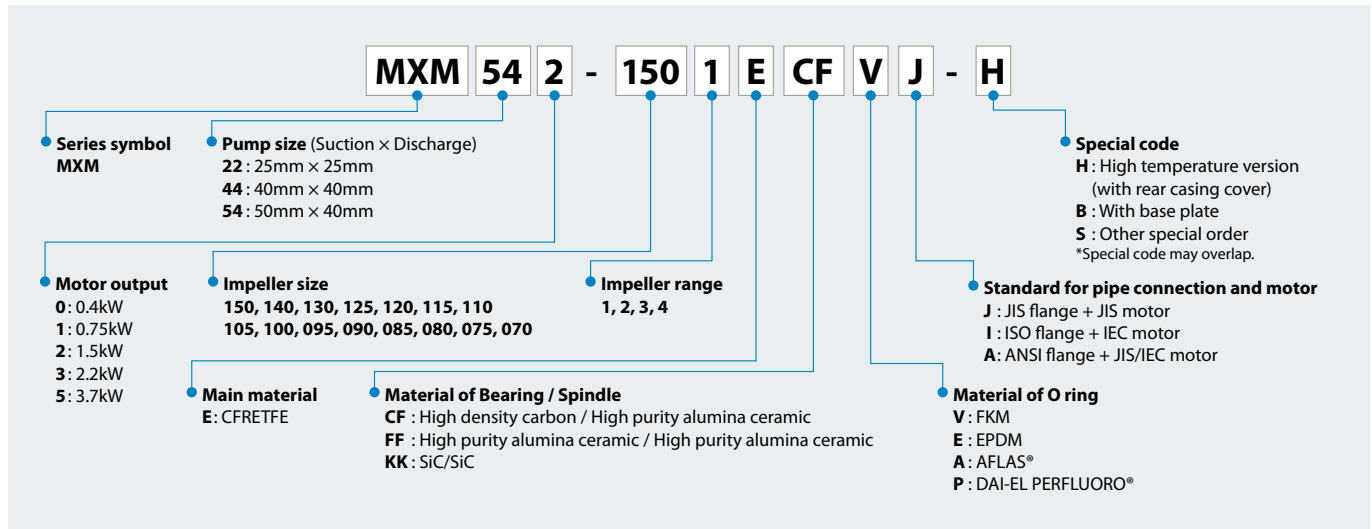 MXM 54 2 - 150 1 E CF V J - H
Series symbol
MXM
Pump size (Suction × Discharge)
22 : 25mm × 25mm
44 : 40mm × 40mm
54 : 50mm × 40mm
Special code
H : High temperature version
(with rear casing cover)
B : With base plate
S : Other special order
*Special code may overlap.
Motor output
0 : 0.4kW
1 : 0.75kW
2 : 1.5kW
3 : 2.2kW
5 : 3.7kW
Impeller size
150, 140, 130, 125, 120, 115, 110
105, 100, 095, 090, 085, 080, 075, 070
Impeller range
1, 2, 3, 4
Standard for pipe connection and motor
J : JIS flange + JIS motor
I : ISO flange + IEC motor
A : ANSI flange + JIS/IEC motor
Main material
E : CFRETFE
Material of Bearing / Spindle
CF : High density carbon / High purity alumina ceramic
FF : High purity alumina ceramic / High purity alumina ceramic
KK : SiC/SiC
Material of O ring
V : FKM
E : EPDM
A : AFLAS®
P : DAI-EL PERFLUORO®